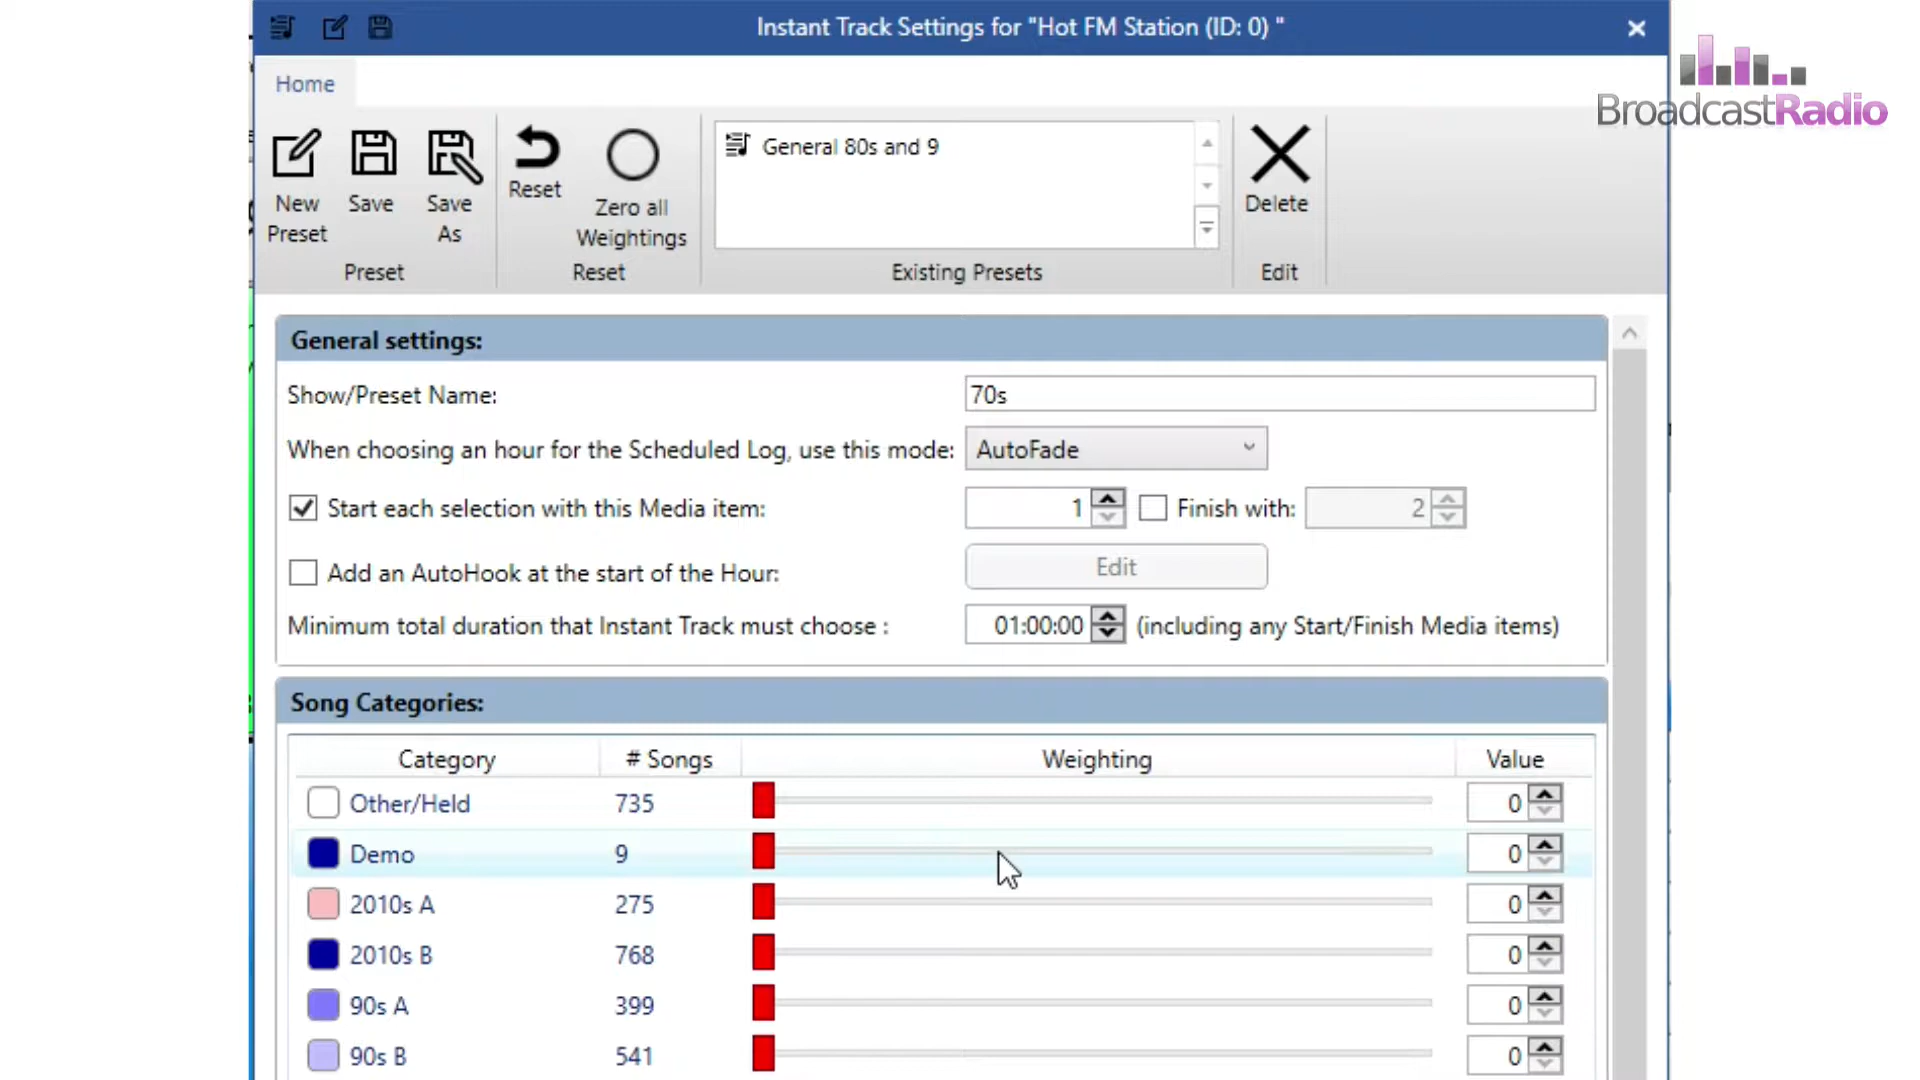 Instant Track Settings for "Hot FM Station (ID: 0) "
BroadcastRadio
Home
New Preset
Save
Save As
Preset
Reset
Zero all Weightings
Reset
General 80s and 9
Existing Presets
Delete
Edit
General settings:
Show/Preset Name: 70s
When choosing an hour for the Scheduled Log, use this mode: AutoFade
Start each selection with this Media item: 1 Finish with: 2
Add an AutoHook at the start of the Hour: Edit
Minimum total duration that Instant Track must choose : 01:00:00 (including any Start/Finish Media items)
Song Categories:
Category # Songs Weighting Value
Other/Held 735 0
Demo 9 0
2010s A 275 0
2010s B 768 0
90s A 399 0
90s B 541 0